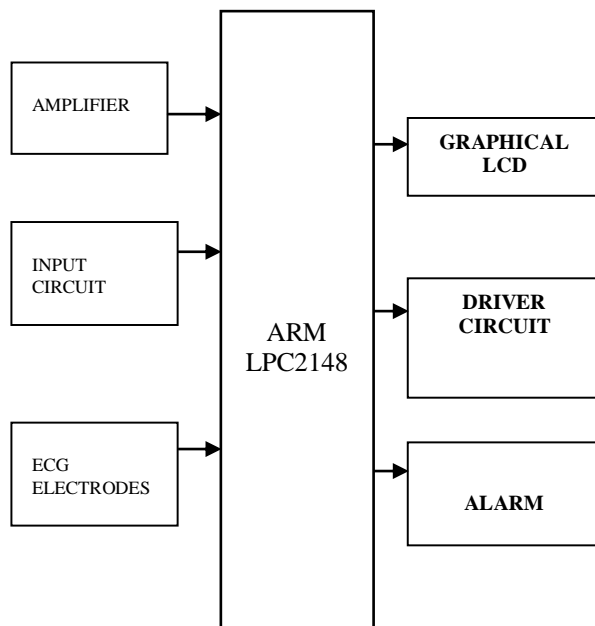 AMPLIFIER
INPUT
CIRCUIT
ECG
ELECTRODES
ARM
LPC2148
GRAPHICAL
LCD
DRIVER
CIRCUIT
ALARM